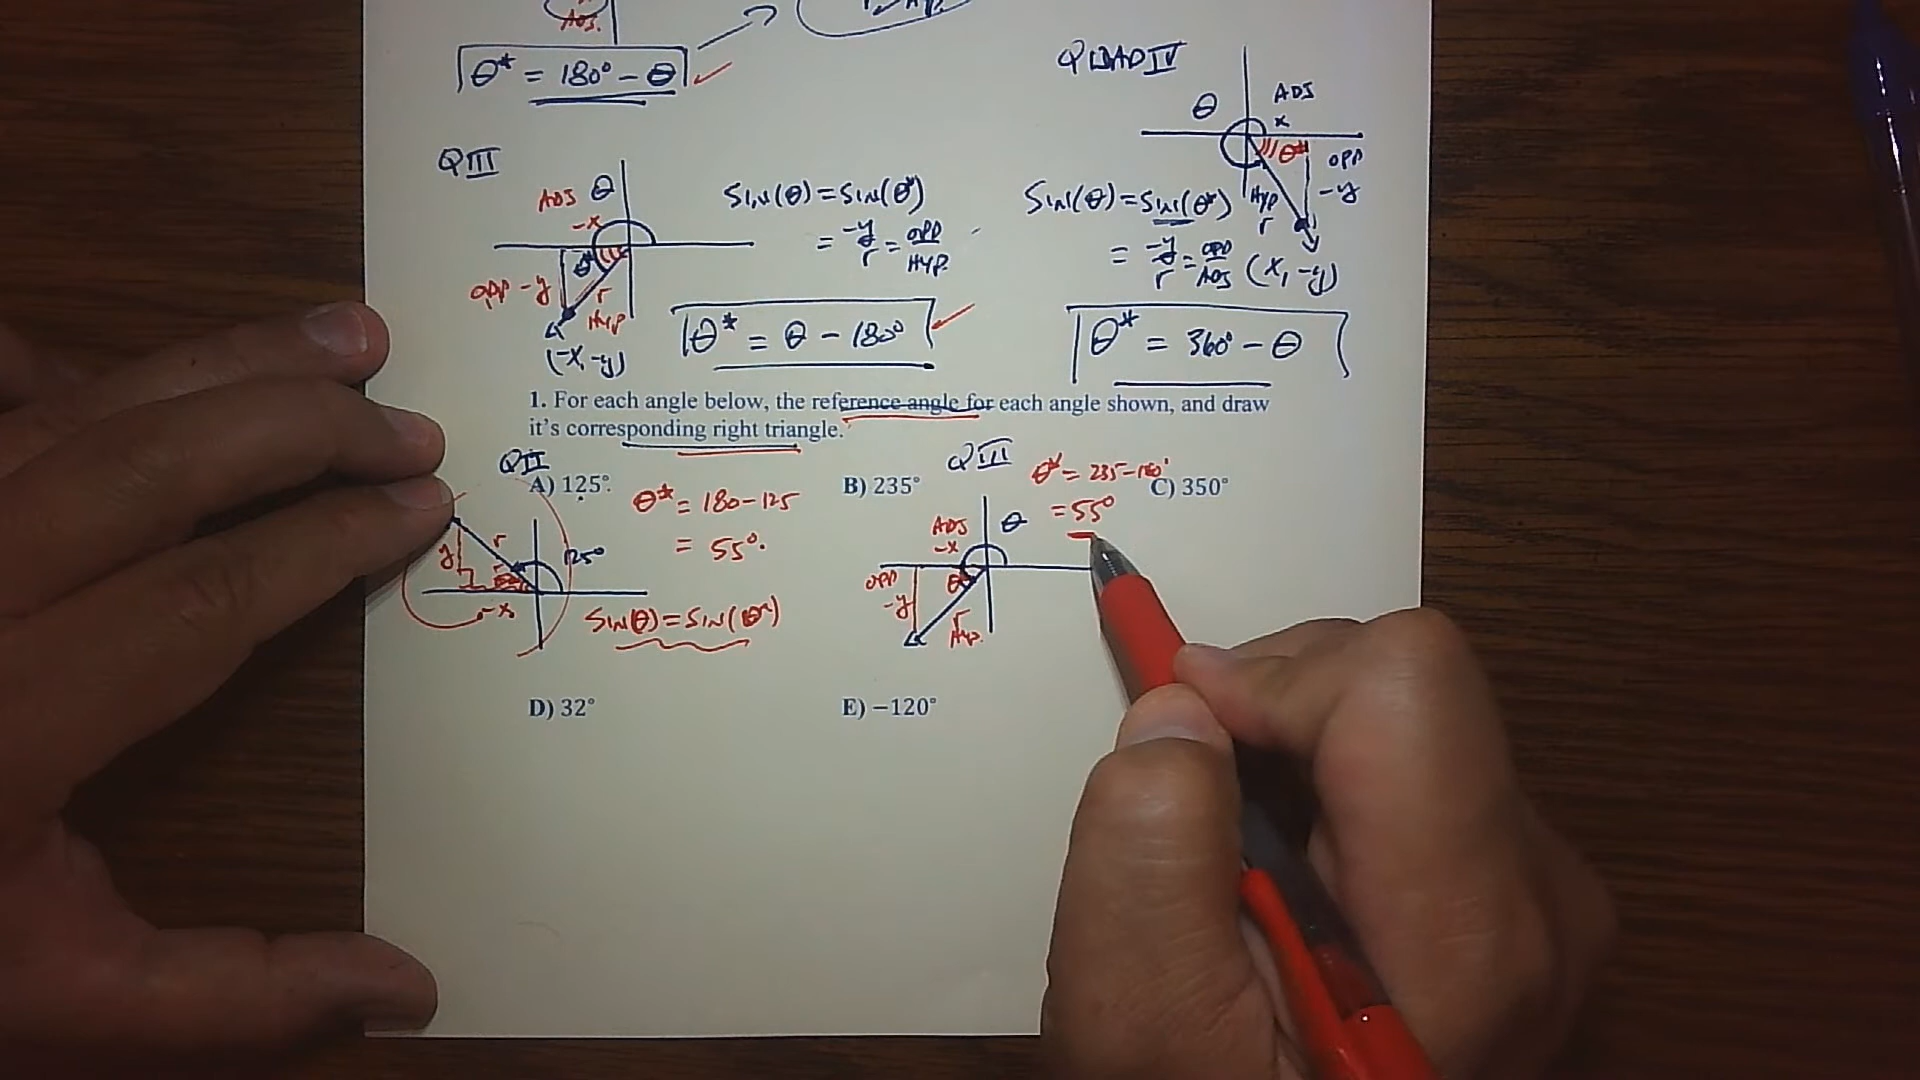 ADJ.
Hyp.
θ* = 180° − θ
QUAD IV
θ
ADJ
x
θ*
OPP
−y
HYP
r
(x, −y)
Sin(θ) = Sin(θ*)
= −y/r = OPP/ADJ
θ* = 360° − θ
QIII
ADJ θ
−x
θ*
OPP −y
r
HYP
(−x, −y)
Sin(θ) = Sin(θ*)
= −y/r = OPP/HYP.
θ* = θ − 180°
1. For each angle below, the reference angle for each angle shown, and draw
it's corresponding right triangle.
QII
A) 125°.
θ* = 180 − 125
= 55°.
125°
y
r
−x
Sin(θ) = Sin(θ*)
QIII
B) 235°
θ* = 235 − 180°
= 55°
ADJ
−x
θ
OPP
−y
θ
r
HYP.
C) 350°
D) 32°
E) −120°